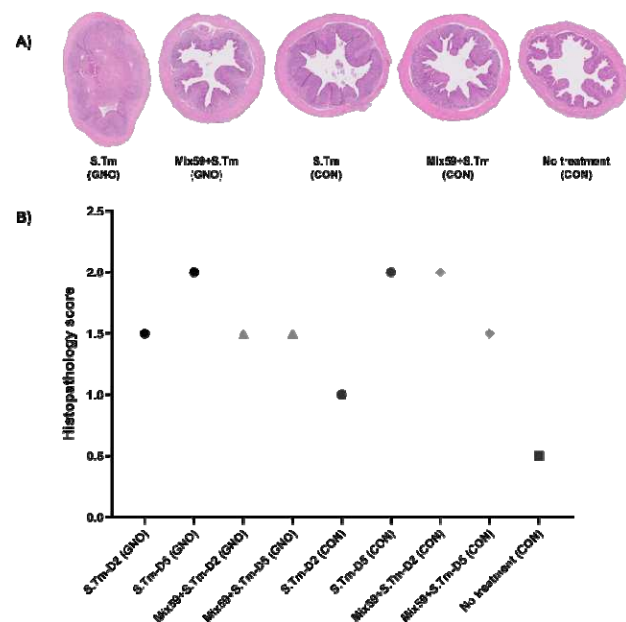 A)
S.Tm
(GNO)
Mix59+S.Tm
(GNO)
S.Tm
(CON)
Mix59+S.Tm
(CON)
No treatment
(CON)
B)
Histopathology score
2.5
2.0
1.5
1.0
0.5
0.0
S.Tm-D2 (GNO)
S.Tm-D5 (GNO)
Mix59+S.Tm-D2 (GNO)
Mix59+S.Tm-D5 (GNO)
S.Tm-D2 (CON)
S.Tm-D5 (CON)
Mix59+S.Tm-D2 (CON)
Mix59+S.Tm-D5 (CON)
No treatment (CON)